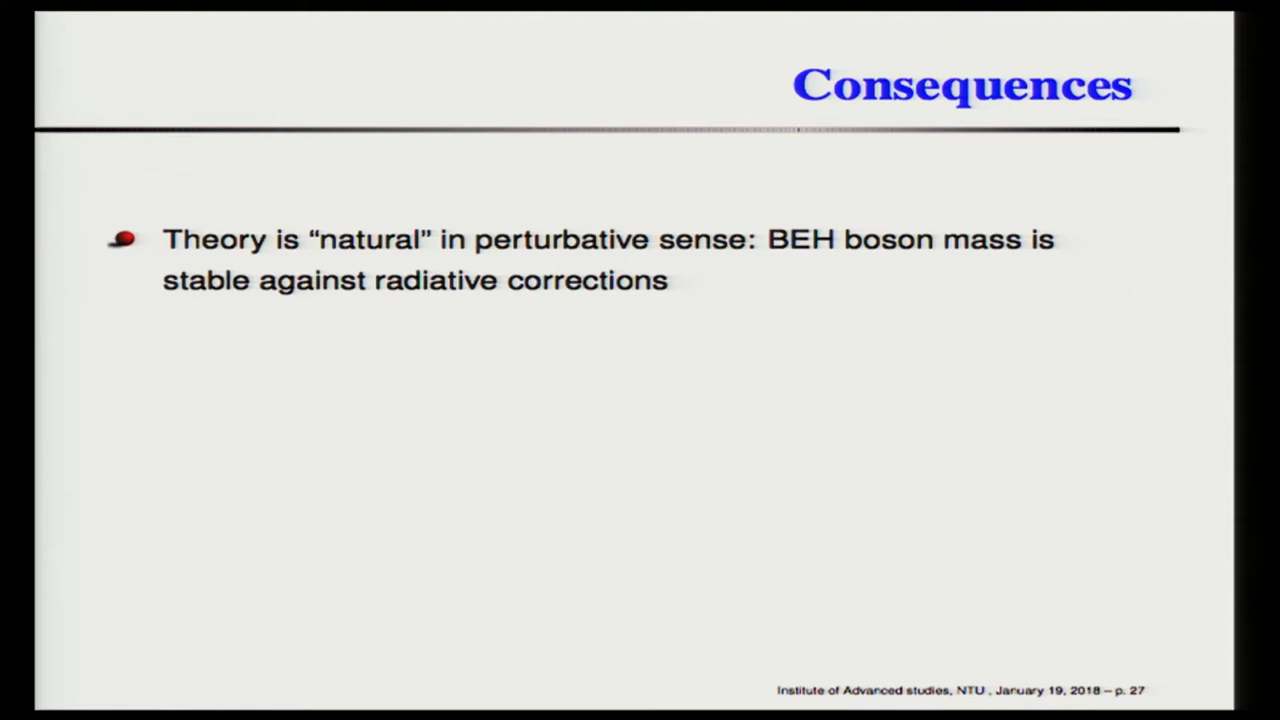 Consequences
Theory is “natural” in perturbative sense: BEH boson mass is
stable against radiative corrections
Institute of Advanced studies, NTU , January 19, 2018 – p. 27